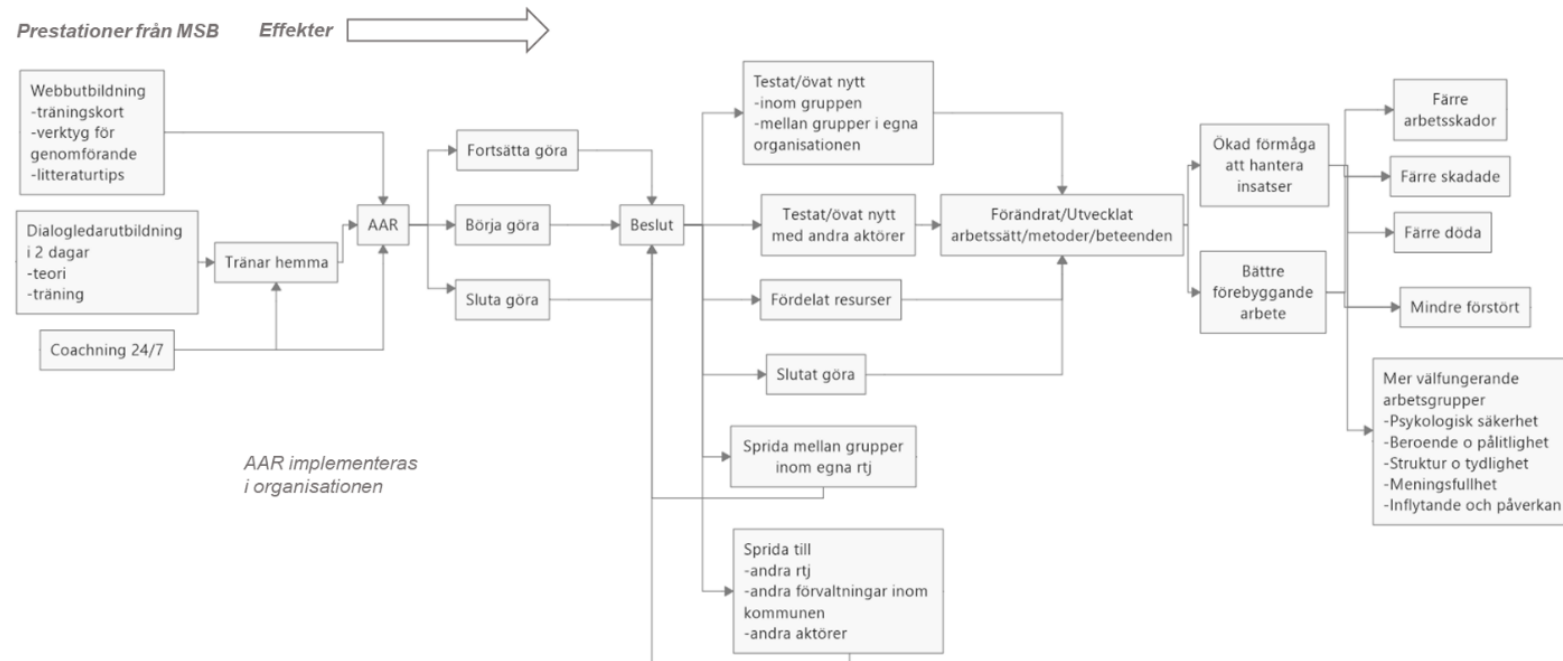 Prestationer från MSB
Effekter
Webbutbildning
-träningskort
-verktyg för
genomförande
-litteraturtips
Dialogledarutbildning
i 2 dagar
-teori
-träning
Coachning 24/7
Tränar hemma
AAR
Fortsätta göra
Börja göra
Sluta göra
Beslut
AAR implementeras
i organisationen
Testat/övat nytt
-inom gruppen
-mellan grupper i egna
organisationen
Testat/övat nytt
med andra aktörer
Fördelat resurser
Slutat göra
Sprida mellan grupper
inom egna rtj
Sprida till
-andra rtj
-andra förvaltningar inom
kommunen
-andra aktörer
Förändrat/Utvecklat
arbetssätt/metoder/beteenden
Ökad förmåga
att hantera
insatser
Bättre
förebyggande
arbete
Färre
arbetsskador
Färre skadade
Färre döda
Mindre förstört
Mer välfungerande
arbetsgrupper
-Psykologisk säkerhet
-Beroende o pålitlighet
-Struktur o tydlighet
-Meningsfullhet
-Inflytande och påverkan